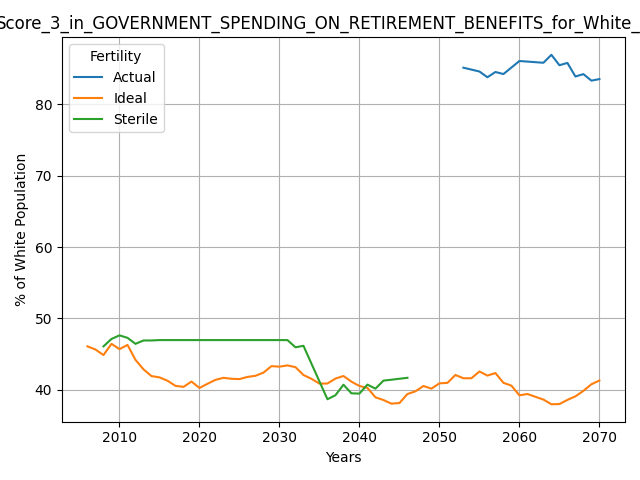 Score_3_in_GOVERNMENT_SPENDING_ON_RETIREMENT_BENEFITS_for_White_
Fertility
Actual
Ideal
Sterile
% of White Population
80
70
60
50
40
2010 2020 2030 2040 2050 2060 2070
Years